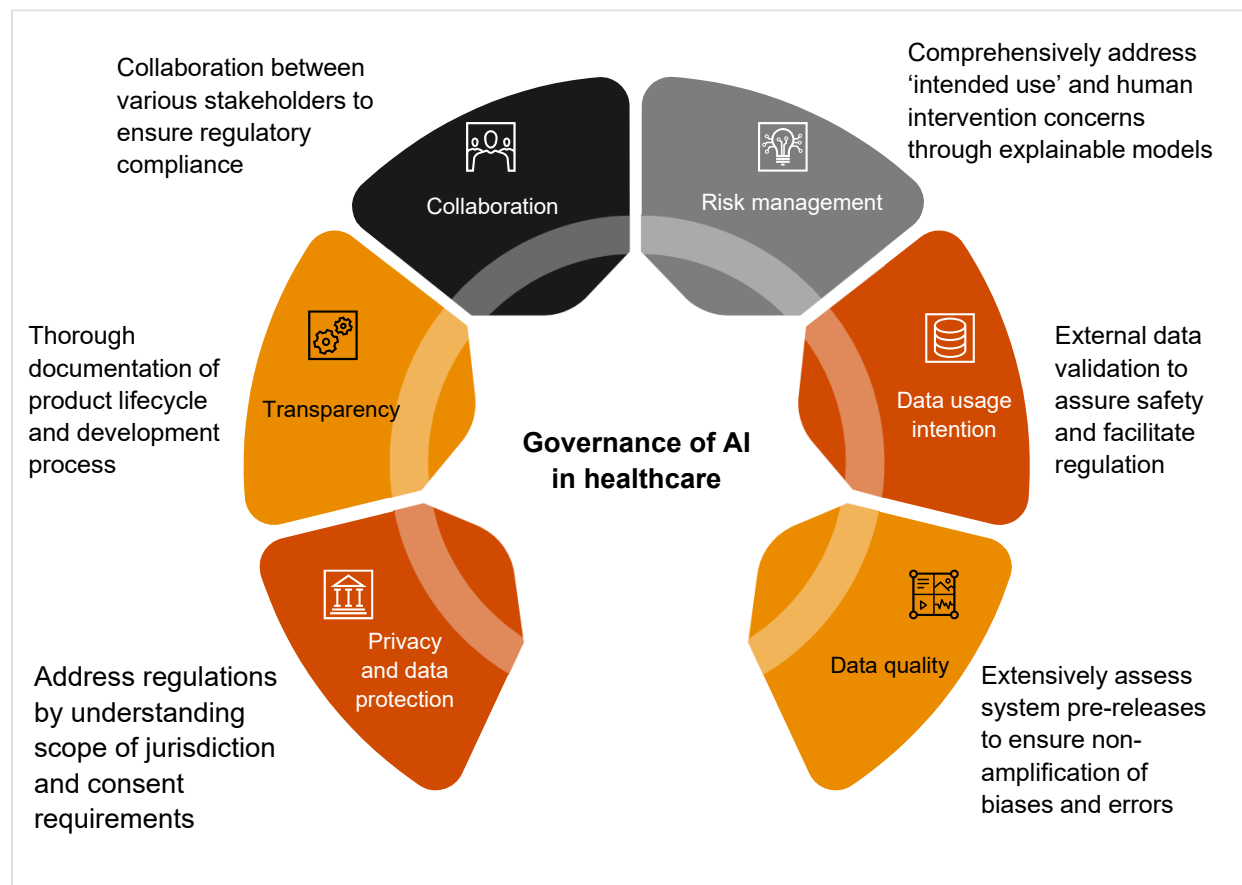 Collaboration between
various stakeholders to
ensure regulatory
compliance
Collaboration
Comprehensively address
‘intended use’ and human
intervention concerns
through explainable models
Risk management
Thorough
documentation of
product lifecycle
and development
process
Transparency
Governance of AI
in healthcare
Data usage
intention
External data
validation to
assure safety
and facilitate
regulation
Address regulations
by understanding
scope of jurisdiction
and consent
requirements
Privacy
and data
protection
Data quality
Extensively assess
system pre-releases
to ensure non-
amplification of
biases and errors